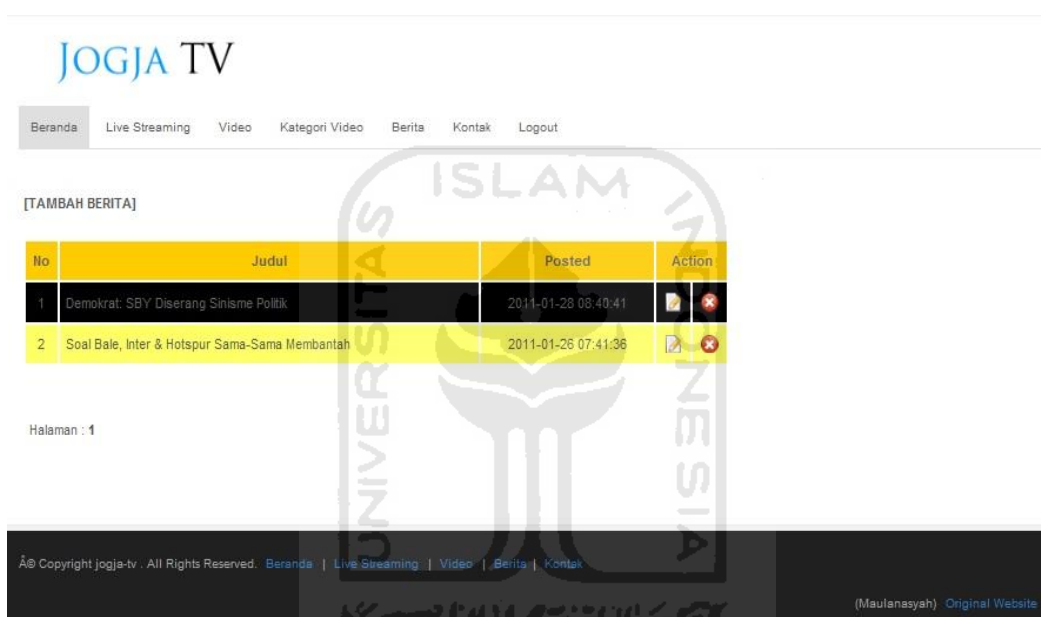 JOGJA TV
Beranda Live Streaming Video Kategori Video Berita Kontak Logout
[TAMBAH BERITA]
No Judul Posted Action
1 Demokrat: SBY Diserang Sinisme Politik 2011-01-28 08:40:41
2 Soal Bale, Inter & Hotspur Sama-Sama Membantah 2011-01-26 07:41:36
Halaman : 1
Â© Copyright jogja-tv . All Rights Reserved. Beranda | Live Streaming | Video | Berita | Kontak
(Maulanasyah) Original Website
UNIVERSITAS ISLAM INDONESIA